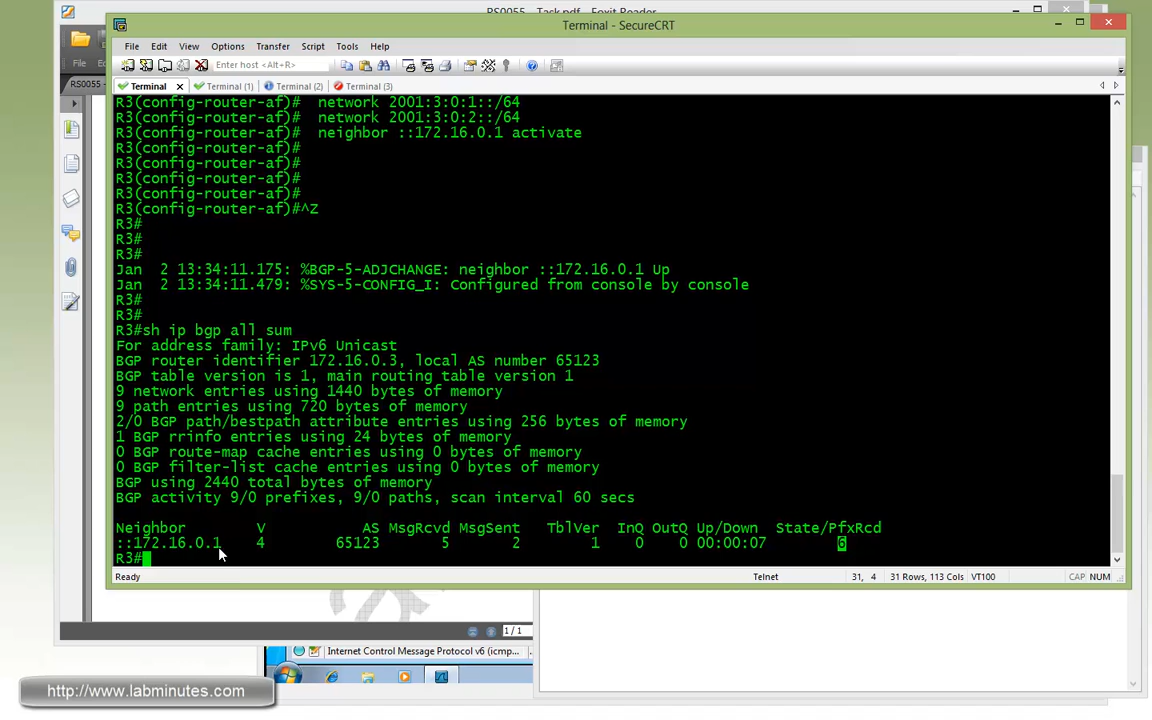 RS0055 - Task.pdf - Foxit Reader
Terminal - SecureCRT
File
File Edit View Options Transfer Script Tools Help
Enter host <Alt+R>
RS0055 -
Terminal Terminal (1) Terminal (2) Terminal (3)
R3(config-router-af)#  network 2001:3:0:1::/64
R3(config-router-af)#  network 2001:3:0:2::/64
R3(config-router-af)#  neighbor ::172.16.0.1 activate
R3(config-router-af)#
R3(config-router-af)#
R3(config-router-af)#
R3(config-router-af)#
R3(config-router-af)#^Z
R3#
R3#
R3#
Jan  2 13:34:11.175: %BGP-5-ADJCHANGE: neighbor ::172.16.0.1 Up
Jan  2 13:34:11.479: %SYS-5-CONFIG_I: Configured from console by console
R3#
R3#
R3#sh ip bgp all sum
For address family: IPv6 Unicast
BGP router identifier 172.16.0.3, local AS number 65123
BGP table version is 1, main routing table version 1
9 network entries using 1440 bytes of memory
9 path entries using 720 bytes of memory
2/0 BGP path/bestpath attribute entries using 256 bytes of memory
1 BGP rrinfo entries using 24 bytes of memory
0 BGP route-map cache entries using 0 bytes of memory
0 BGP filter-list cache entries using 0 bytes of memory
BGP using 2440 total bytes of memory
BGP activity 9/0 prefixes, 9/0 paths, scan interval 60 secs
Neighbor V AS MsgRcvd MsgSent TblVer InQ OutQ Up/Down State/PfxRcd
::172.16.0.1 4 65123 5 2 1 0 0 00:00:07 6
R3#
Ready Telnet 31, 4 31 Rows, 113 Cols VT100 CAP NUM
1 / 1
Internet Control Message Protocol v6 (icmp...
http://www.labminutes.com